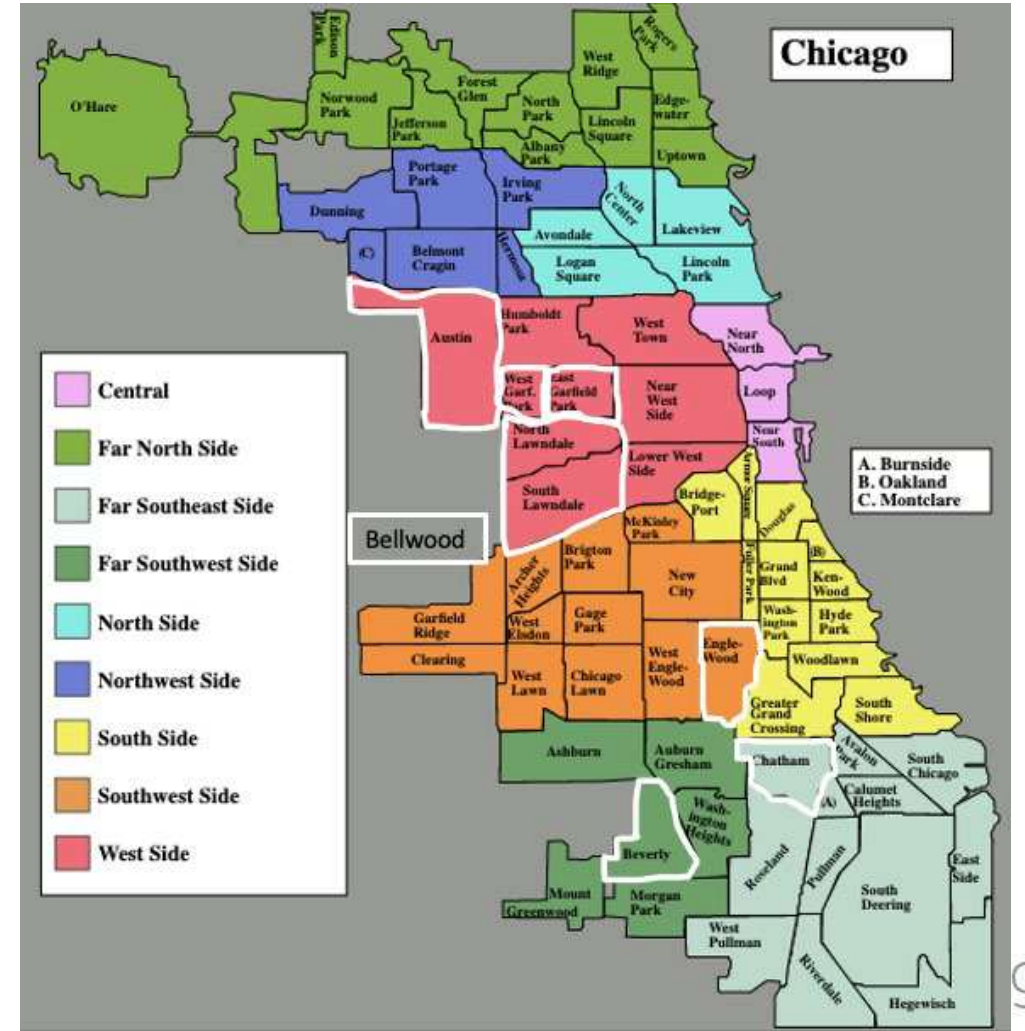 Chicago
Edison
Park
Rogers
Park
West
Ridge
O'Hare
Norwood
Park
Forest
Glen
North
Park
Edge-
water
Jefferson
Park
Lincoln
Square
Albany
Park
Uptown
Portage
Park
Irving
Park
North
Center
Dunning
Lakeview
Avondale
(C)
Belmont
Cragin
Hermosa
Logan
Square
Lincoln
Park
Humboldt
Park
West
Town
Austin
Near
North
West
Garf.
Park
East
Garfield
Park
Near
West
Side
Loop
North
Lawndale
Near
South
Lower West
Side
Armour Square
South
Lawndale
Bridge-
Port
Douglas
McKinley
Park
Bellwood
Brigton
Park
Archer
Heights
New
City
Fuller Park
Grand
Blvd
(B)
Ken-
Wood
Garfield
Ridge
West
Elsdon
Gage
Park
Wash-
ington
Park
Hyde
Park
Clearing
West
Engle-
Wood
Engle-
Wood
Woodlawn
West
Lawn
Chicago
Lawn
Greater
Grand
Crossing
South
Shore
Ashburn
Auburn
Gresham
Chatham
Avalon
Park
South
Chicago
Calumet
Heights
(A)
Wash-
ington
Heights
Beverly
Roseland
Pullman
East
Side
Mount
Greenwood
Morgan
Park
South
Deering
West
Pullman
Riverdale
Hegewisch
Central
Far North Side
Far Southeast Side
Far Southwest Side
North Side
Northwest Side
South Side
Southwest Side
West Side
A. Burnside
B. Oakland
C. Montclare